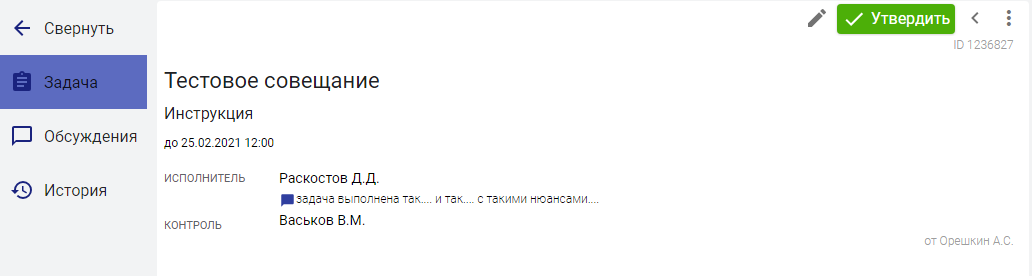 Свернуть
Утвердить
ID 1236827
Задача
Тестовое совещание
Инструкция
Обсуждения
до 25.02.2021 12:00
История
ИСПОЛНИТЕЛЬ Раскостов Д.Д.
задача выполнена так.... и так.... с такими нюансами....
КОНТРОЛЬ Васьков В.М.
от Орешкин А.С.